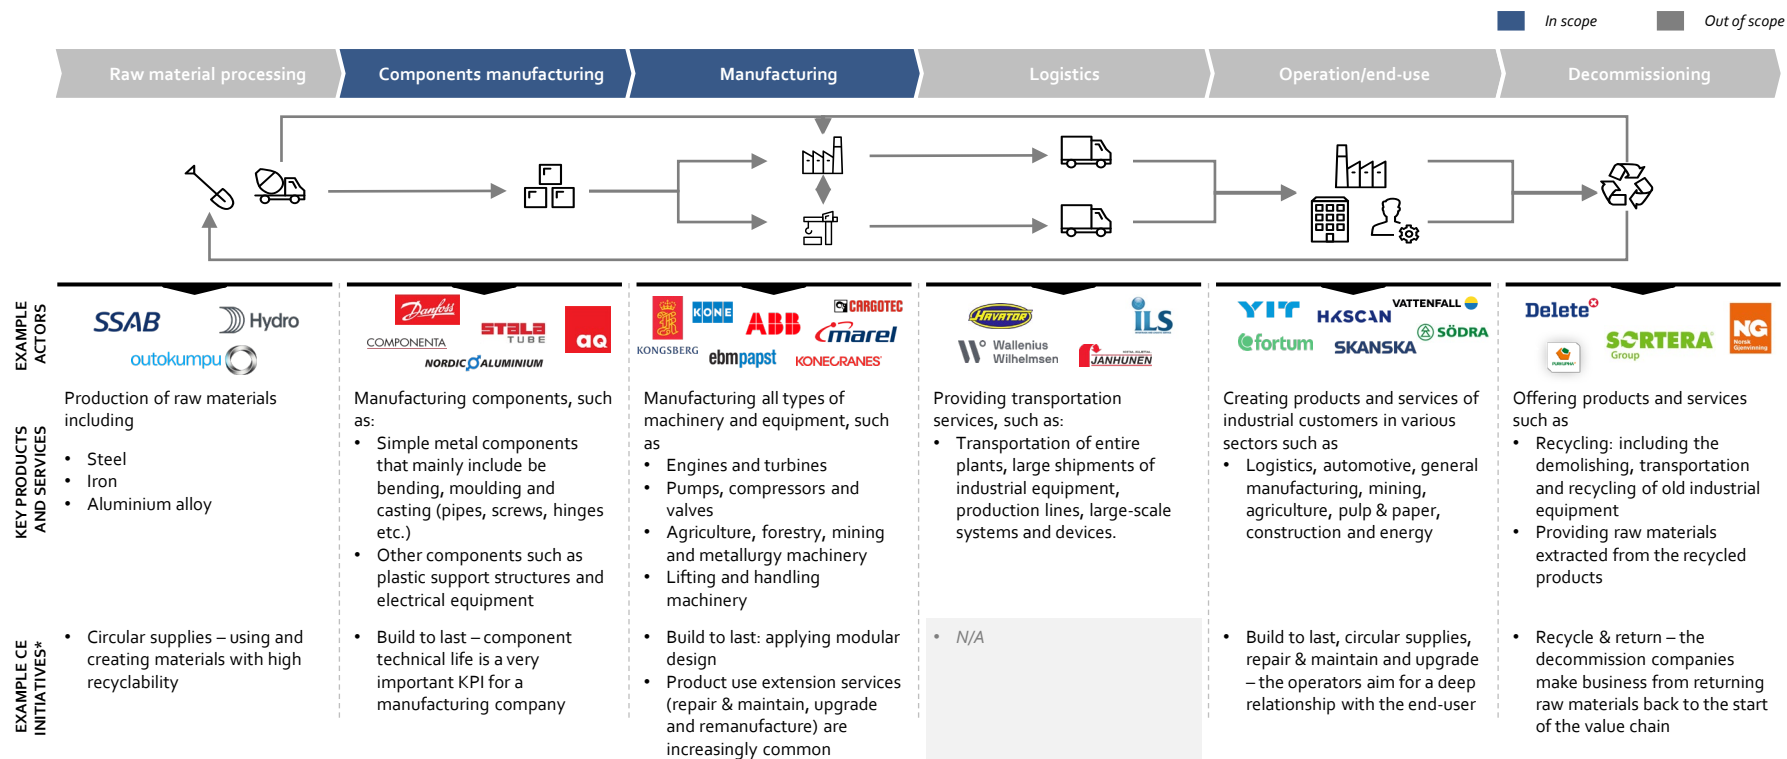 In scope
Out of scope
Raw material processing
Components manufacturing
Manufacturing
Logistics
Operation/end-use
Decommissioning
EXAMPLE
ACTORS
SSAB
Hydro
outokumpu
Danfoss
COMPONENTA
STALA
TUBE
aq
NORDIC ALUMINIUM
KONGSBERG
KONE
ABB
CARGOTEC
marel
ebmpapst
KONECRANES
HAVATOR
ILS
Wallenius
Wilhelmsen
JANHUNEN
YIT
HKSCAN
VATTENFALL
fortum
SKANSKA
SÖDRA
Delete
SORTERA
Group
NG
Norsk
Gjenvinning
KEY PRODUCTS
AND SERVICES
Production of raw materials
including
• Steel
• Iron
• Aluminium alloy
Manufacturing components, such
as:
• Simple metal components
that mainly include be
bending, moulding and
casting (pipes, screws, hinges
etc.)
• Other components such as
plastic support structures and
electrical equipment
Manufacturing all types of
machinery and equipment, such
as
• Engines and turbines
• Pumps, compressors and
valves
• Agriculture, forestry, mining
and metallurgy machinery
• Lifting and handling
machinery
Providing transportation
services, such as:
• Transportation of entire
plants, large shipments of
industrial equipment,
production lines, large-scale
systems and devices.
Creating products and services of
industrial customers in various
sectors such as
• Logistics, automotive, general
manufacturing, mining,
agriculture, pulp & paper,
construction and energy
Offering products and services
such as
• Recycling: including the
demolishing, transportation
and recycling of old industrial
equipment
• Providing raw materials
extracted from the recycled
products
EXAMPLE CE
INITIATIVES*
• Circular supplies – using and
creating materials with high
recyclability
• Build to last – component
technical life is a very
important KPI for a
manufacturing company
• Build to last: applying modular
design
• Product use extension services
(repair & maintain, upgrade
and remanufacture) are
increasingly common
• N/A
• Build to last, circular supplies,
repair & maintain and upgrade
– the operators aim for a deep
relationship with the end-user
• Recycle & return – the
decommission companies
make business from returning
raw materials back to the start
of the value chain